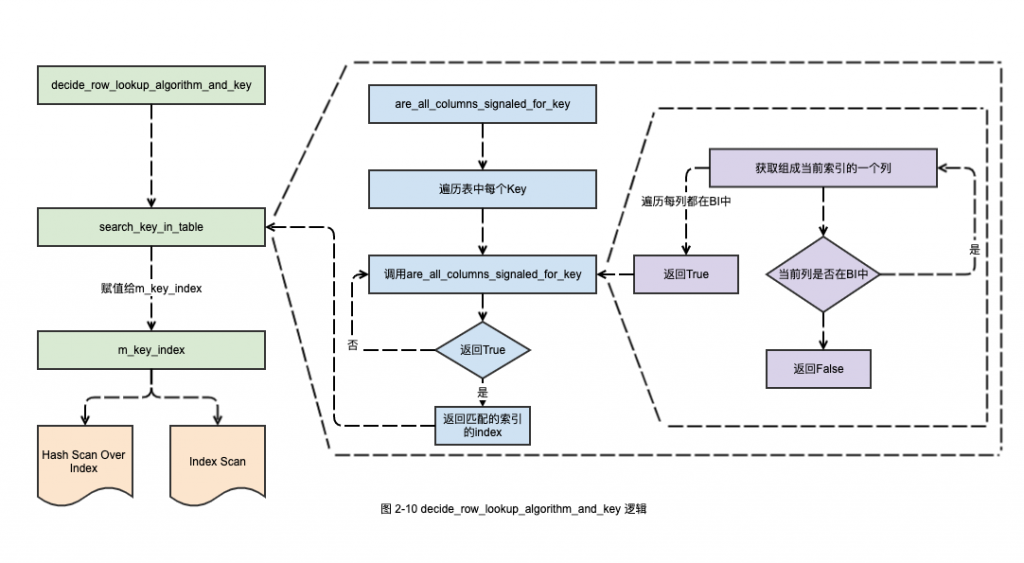 decide_row_lookup_algorithm_and_key
search_key_in_table
赋值给m_key_index
m_key_index
Hash Scan Over
Index
Index Scan
are_all_columns_signaled_for_key
遍历表中每个Key
调用are_all_columns_signaled_for_key
否
返回True
是
返回匹配的索引
的index
获取组成当前索引的一个列
遍历每列都在BI中
返回True
当前列是否在BI中
是
返回False
图 2-10 decide_row_lookup_algorithm_and_key 逻辑